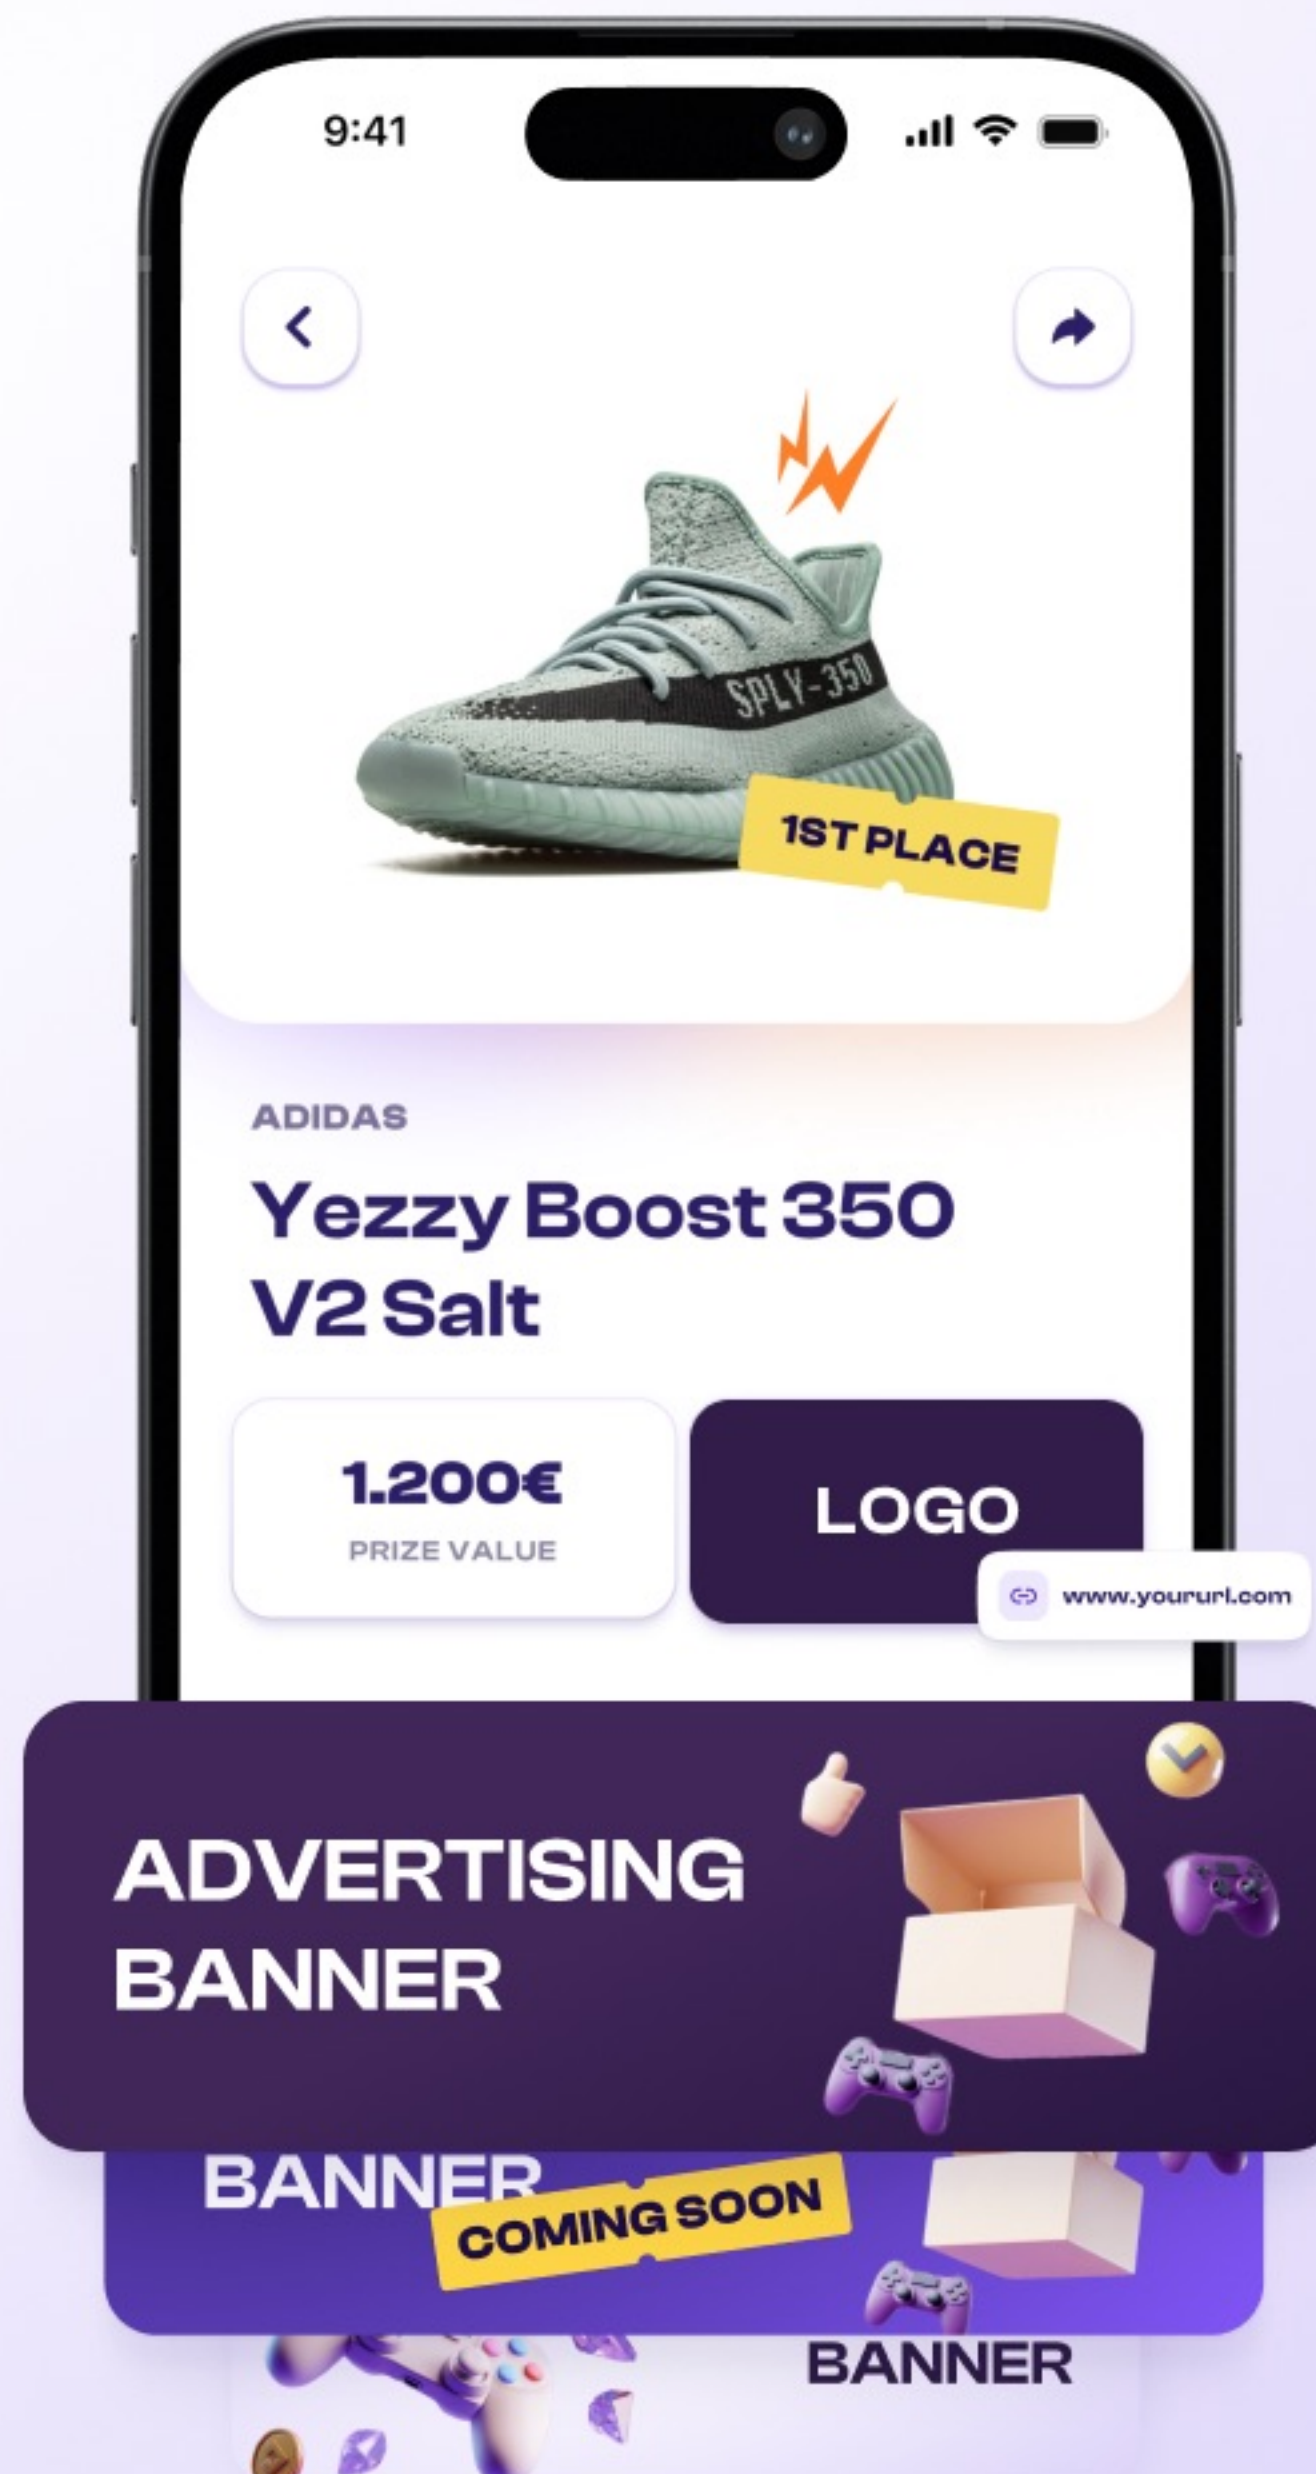 9:41
SPLY-350
1ST PLACE
ADIDAS
Yezzy Boost 350
V2 Salt
1.200€
PRIZE VALUE
LOGO
www.yoururl.com
ADVERTISING
BANNER
BANNER
COMING SOON
BANNER